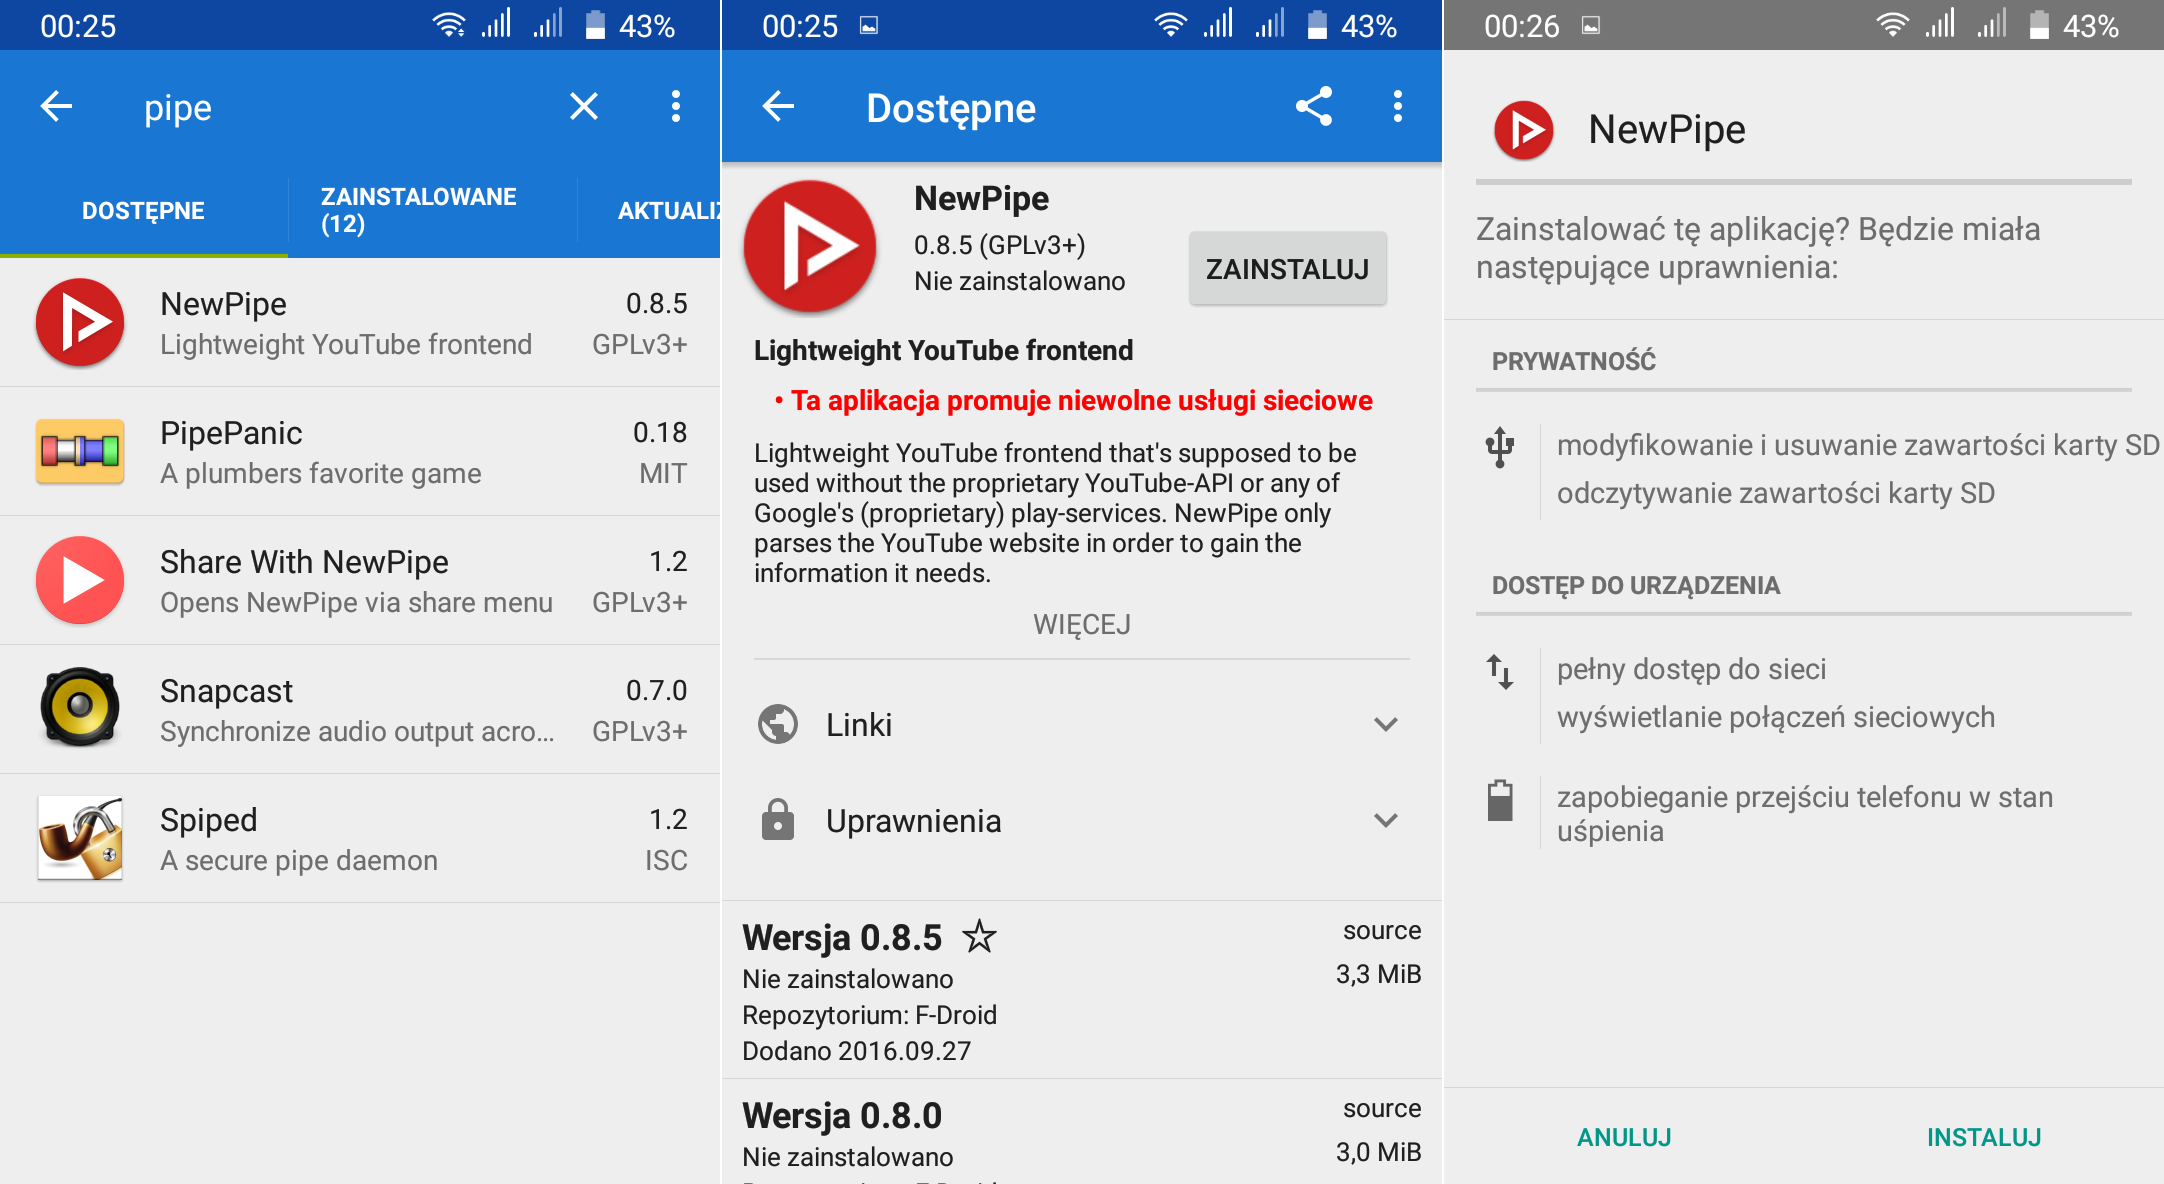 00:25
43%
pipe
DOSTĘPNE
ZAINSTALOWANE
(12)
NewPipe
0.8.5
Lightweight YouTube frontend
GPLv3+
PipePanic
0.18
A plumbers favorite game
MIT
Share With NewPipe
1.2
Opens NewPipe via share menu
GPLv3+
Snapcast
0.7.0
Synchronize audio output acro...
GPLv3+
Spiped
1.2
A secure pipe daemon
ISC
00:25
43%
Dostępne
NewPipe
0.8.5 (GPLv3+)
Nie zainstalowano
ZAINSTALUJ
Lightweight YouTube frontend
• Ta aplikacja promuje niewolne usługi sieciowe
Lightweight YouTube frontend that's supposed to be
used without the proprietary YouTube-API or any of
Google's (proprietary) play-services. NewPipe only
parses the YouTube website in order to gain the
information it needs.
WIĘCEJ
Linki
Uprawnienia
Wersja 0.8.5
source
Nie zainstalowano
3,3 MiB
Repozytorium: F-Droid
Dodano 2016.09.27
Wersja 0.8.0
source
Nie zainstalowano
3,0 MiB
00:26
43%
NewPipe
Zainstalować tę aplikację? Będzie miała
następujące uprawnienia:
PRYWATNOŚĆ
modyfikowanie i usuwanie zawartości karty SD
odczytywanie zawartości karty SD
DOSTĘP DO URZĄDZENIA
pełny dostęp do sieci
wyświetlanie połączeń sieciowych
zapobieganie przejściu telefonu w stan
uśpienia
ANULUJ
INSTALUJ